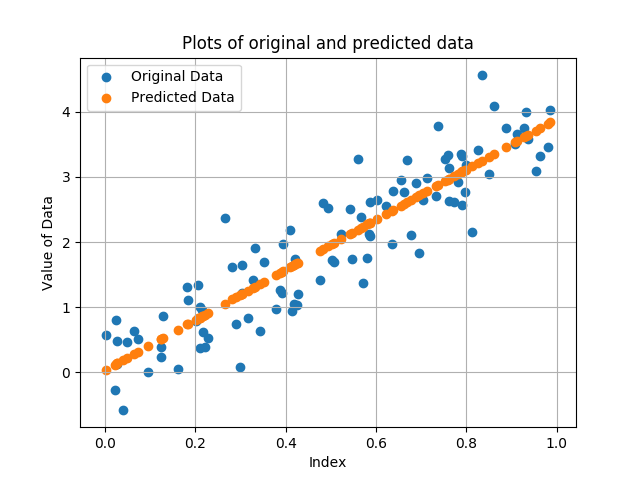 Plots of original and predicted data
Original Data
Predicted Data
4
3
2
1
0
Value of Data
0.0 0.2 0.4 0.6 0.8 1.0
Index